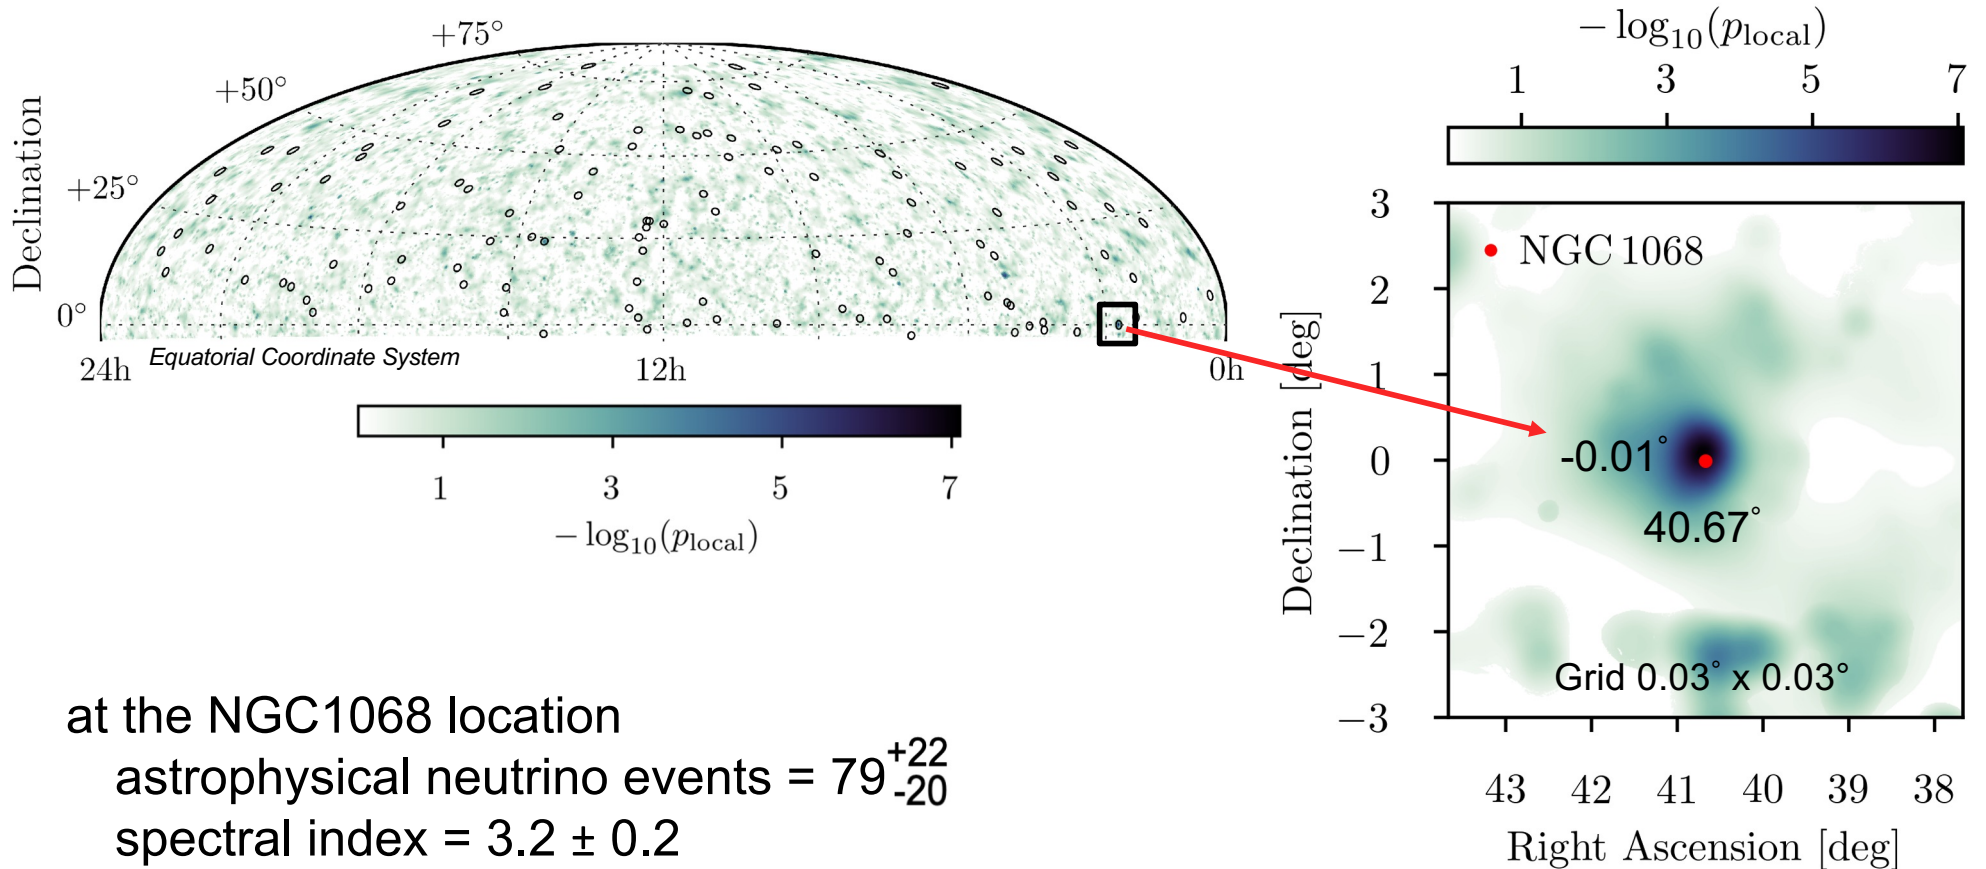 Declination
+75°
+50°
+25°
0°
24h
Equatorial Coordinate System
12h
0h
1 3 5 7
− log₁₀(p_local)
− log₁₀(p_local)
1 3 5 7
Declination [deg]
3
2
1
0
−1
−2
−3
NGC 1068
-0.01°
40.67°
Grid 0.03° x 0.03°
43 42 41 40 39 38
Right Ascension [deg]
at the NGC1068 location
astrophysical neutrino events = 79 +22 -20
spectral index = 3.2 ± 0.2